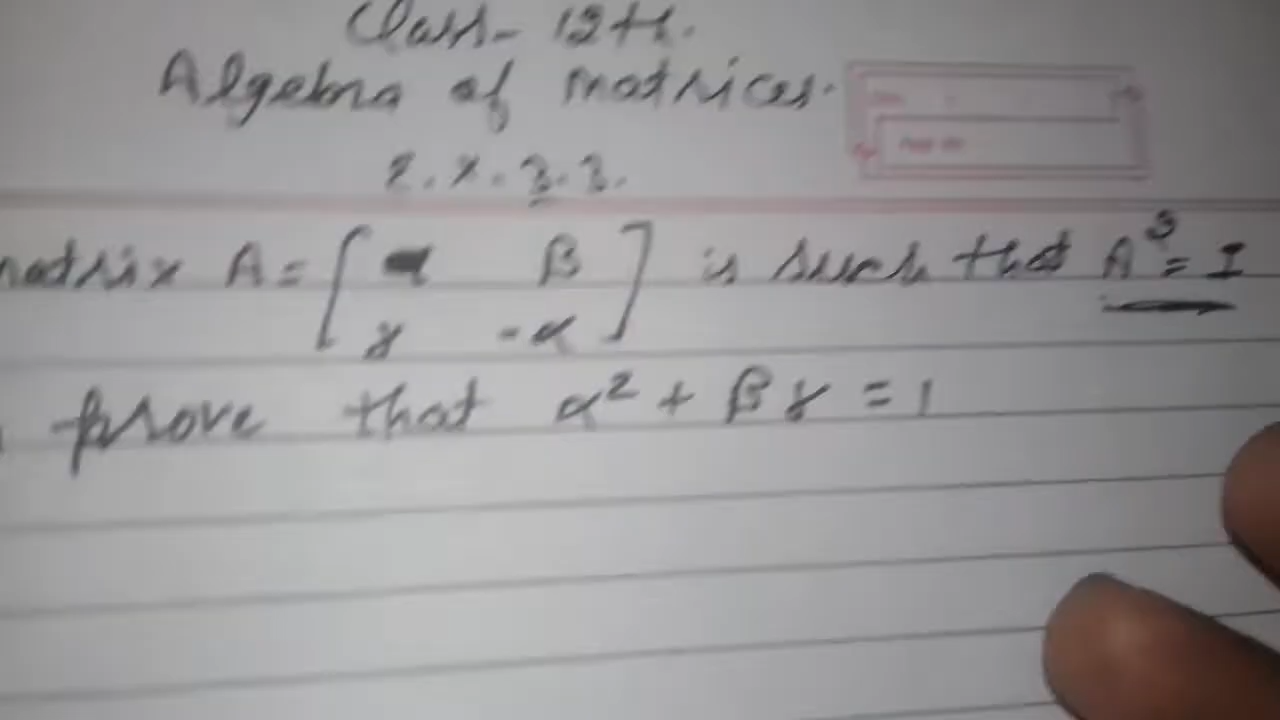 Class- 12th.
Algebra of matrices.
E.X.3.3.
matrix A = [α β is such that A³ = I
γ -α]
prove that α² + βγ = 1